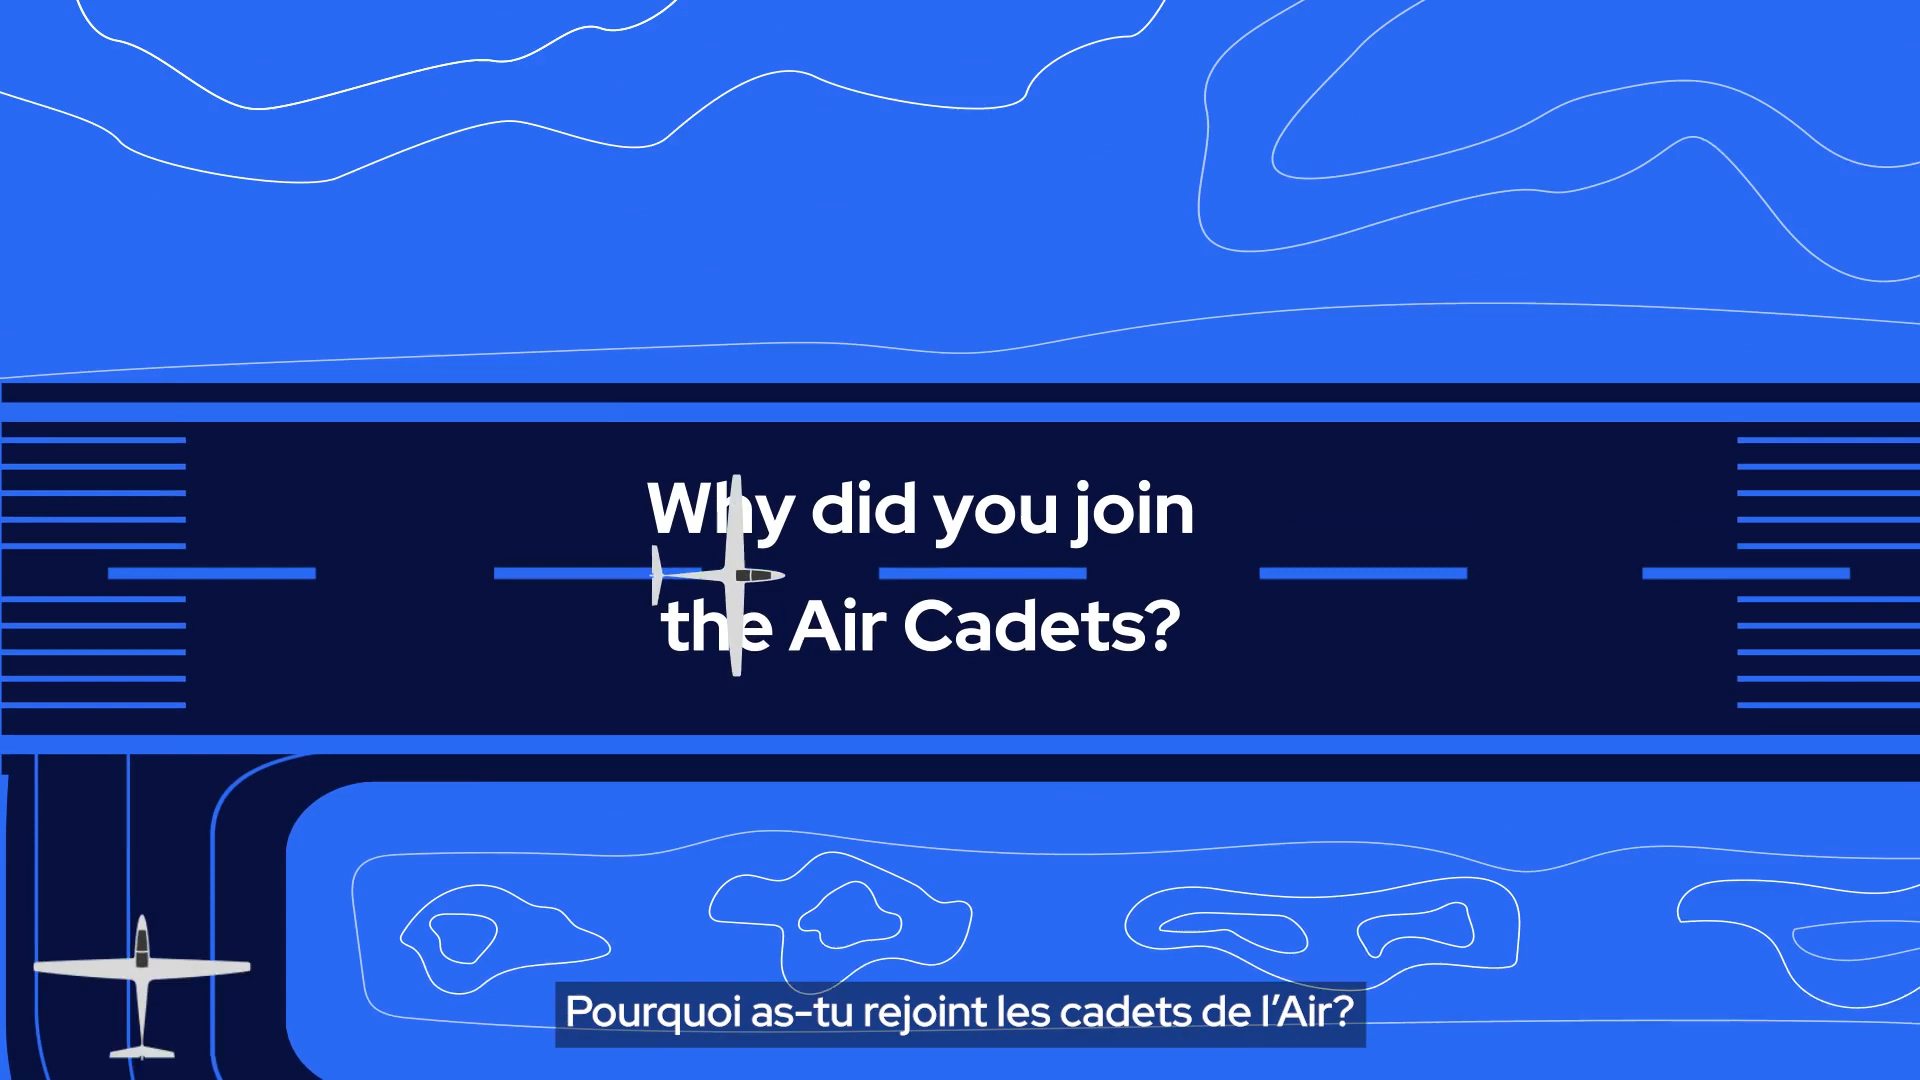 Why did you join
the Air Cadets?
Pourquoi as-tu rejoint les cadets de l’Air?